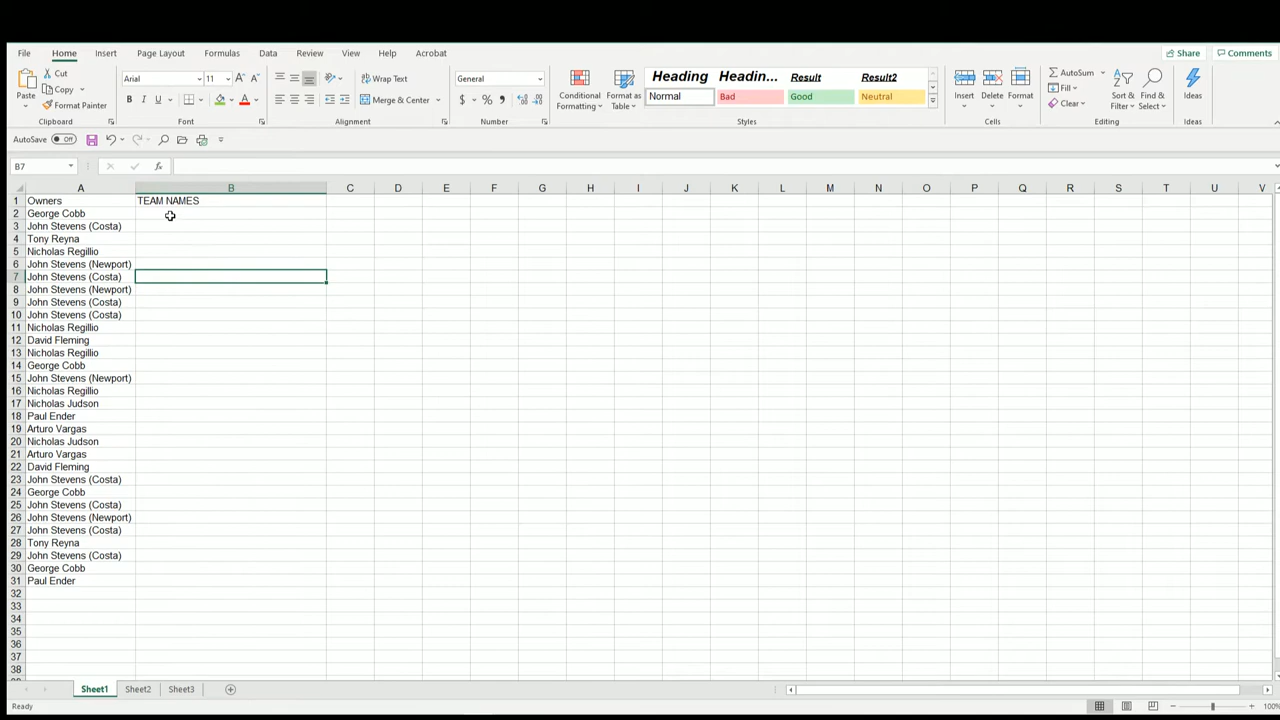 File Home Insert Page Layout Formulas Data Review View Help Acrobat Share Comments
Paste Cut Copy Format Painter Clipboard
Arial 11 A A B I U A Font
Wrap Text Merge & Center Alignment
General $ % 9 Number
Conditional Formatting Format as Table
Heading Headin... Result Result2
Normal Bad Good Neutral Styles
Insert Delete Format Cells
AutoSum Fill Clear Sort & Filter Find & Select Editing
Ideas Ideas
AutoSave Off
B7 fx
A B C D E F G H I J K L M N O P Q R S T U V
1 Owners TEAM NAMES
2 George Cobb
3 John Stevens (Costa)
4 Tony Reyna
5 Nicholas Regillio
6 John Stevens (Newport)
7 John Stevens (Costa)
8 John Stevens (Newport)
9 John Stevens (Costa)
10 John Stevens (Costa)
11 Nicholas Regillio
12 David Fleming
13 Nicholas Regillio
14 George Cobb
15 John Stevens (Newport)
16 Nicholas Regillio
17 Nicholas Judson
18 Paul Ender
19 Arturo Vargas
20 Nicholas Judson
21 Arturo Vargas
22 David Fleming
23 John Stevens (Costa)
24 George Cobb
25 John Stevens (Costa)
26 John Stevens (Newport)
27 John Stevens (Costa)
28 Tony Reyna
29 John Stevens (Costa)
30 George Cobb
31 Paul Ender
32
33
34
35
36
37
38
Sheet1 Sheet2 Sheet3
Ready 100%